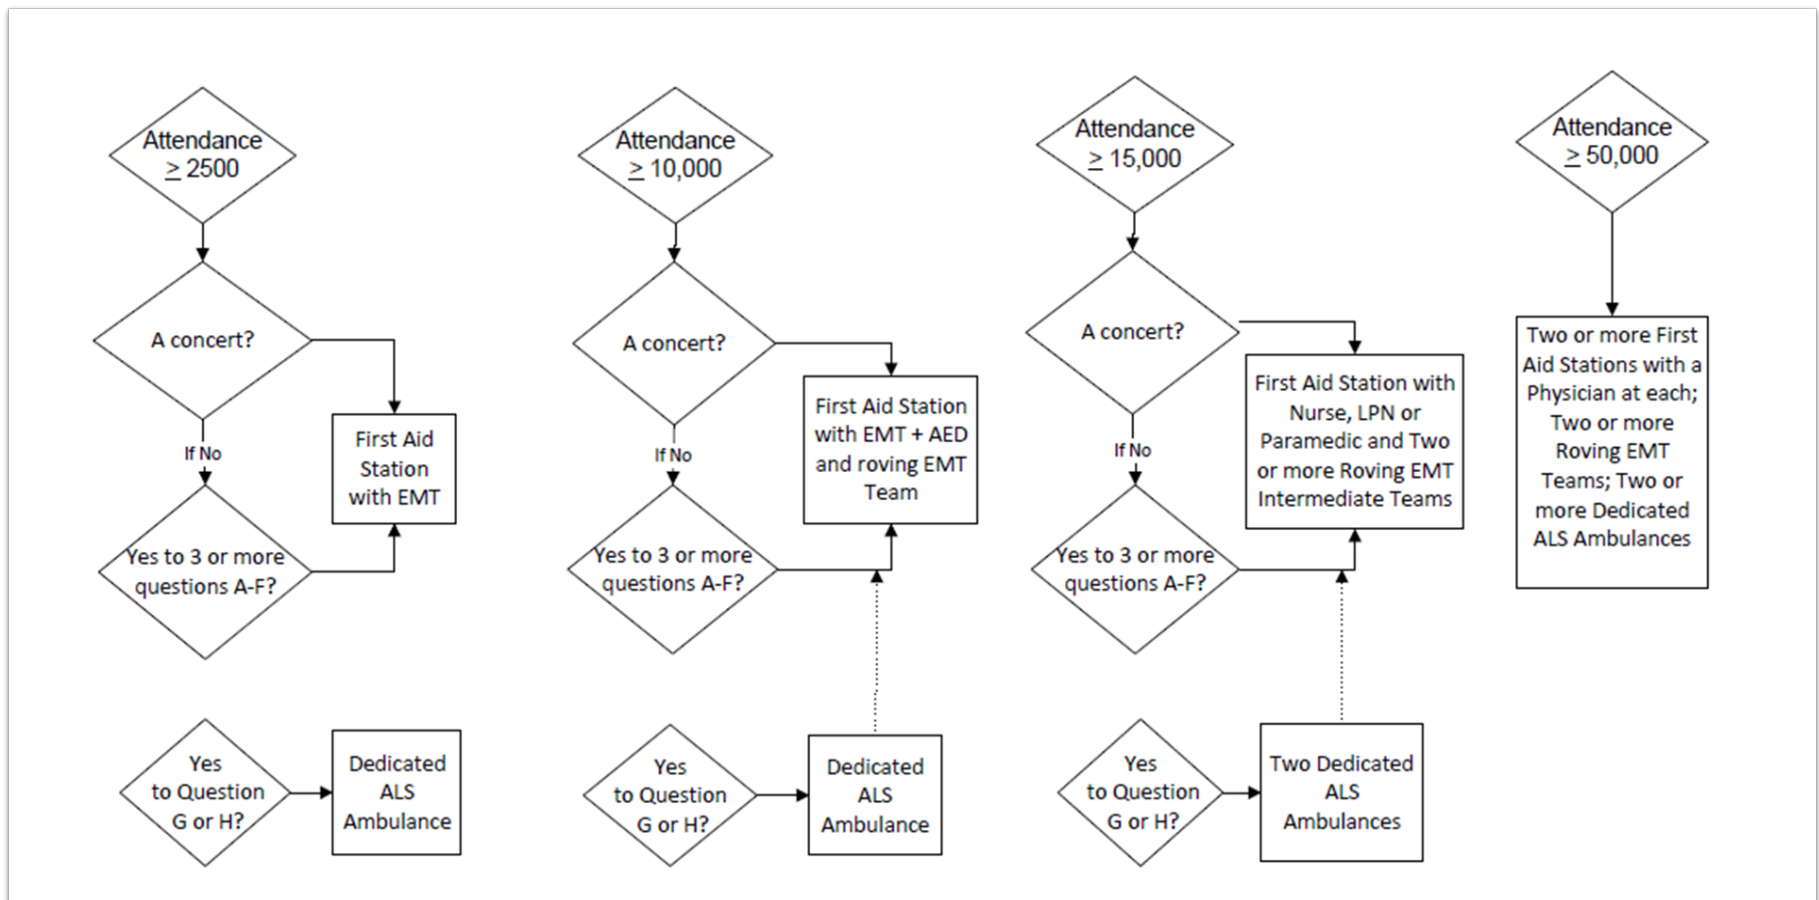 Attendance
≥ 2500
A concert?
If No
First Aid
Station
with EMT
Yes to 3 or more
questions A-F?
Yes
to Question
G or H?
Dedicated
ALS
Ambulance
Attendance
≥ 10,000
A concert?
If No
First Aid Station
with EMT + AED
and roving EMT
Team
Yes to 3 or more
questions A-F?
Yes
to Question
G or H?
Dedicated
ALS
Ambulance
Attendance
≥ 15,000
A concert?
If No
First Aid Station with
Nurse, LPN or
Paramedic and Two
or more Roving EMT
Intermediate Teams
Yes to 3 or more
questions A-F?
Yes
to Question
G or H?
Two Dedicated
ALS
Ambulances
Attendance
≥ 50,000
Two or more First
Aid Stations with a
Physician at each;
Two or more
Roving EMT
Teams; Two or
more Dedicated
ALS Ambulances